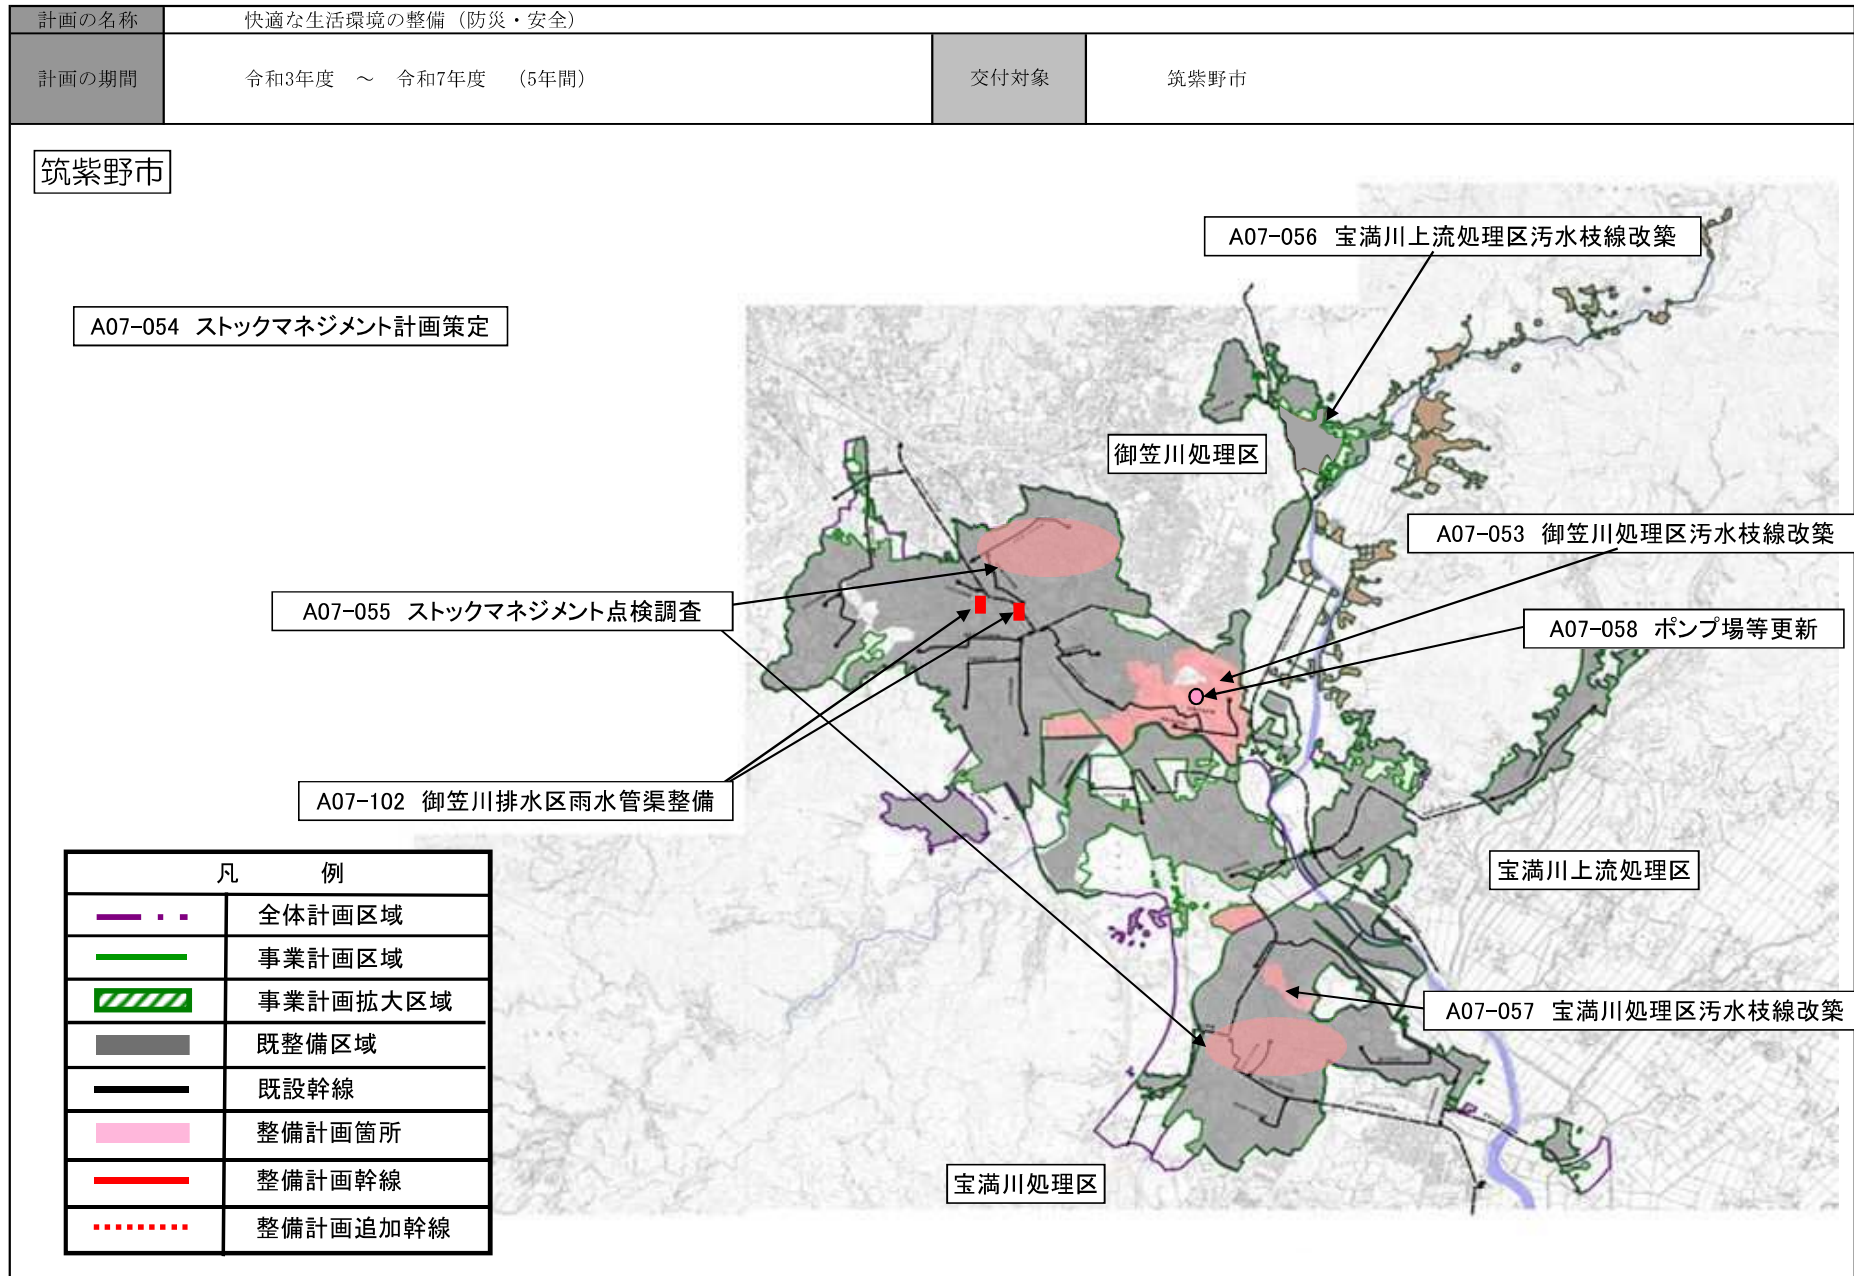 計画の名称 快適な生活環境の整備（防災・安全）
計画の期間 令和3年度　～　令和7年度　（5年間） 交付対象 筑紫野市
筑紫野市
A07-056 宝満川上流処理区汚水枝線改築
A07-054 ストックマネジメント計画策定
御笠川処理区
A07-053 御笠川処理区汚水枝線改築
A07-055 ストックマネジメント点検調査
A07-058 ポンプ場等更新
A07-102 御笠川排水区雨水管渠整備
宝満川上流処理区
A07-057 宝満川処理区汚水枝線改築
宝満川処理区
凡　例
全体計画区域
事業計画区域
事業計画拡大区域
既整備区域
既設幹線
整備計画箇所
整備計画幹線
整備計画追加幹線